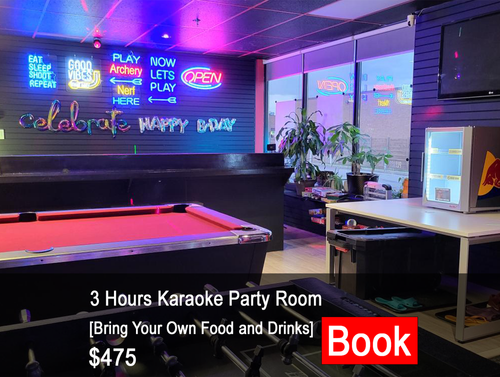 EAT
SLEEP
SHOOT
REPEAT
GOOD
VIBES
PLAY
Archery
Nerf
HERE
NOW
LETS
PLAY
OPEN
celebrate
HAPPY BDAY
3 Hours Karaoke Party Room
[Bring Your Own Food and Drinks]
$475
Book